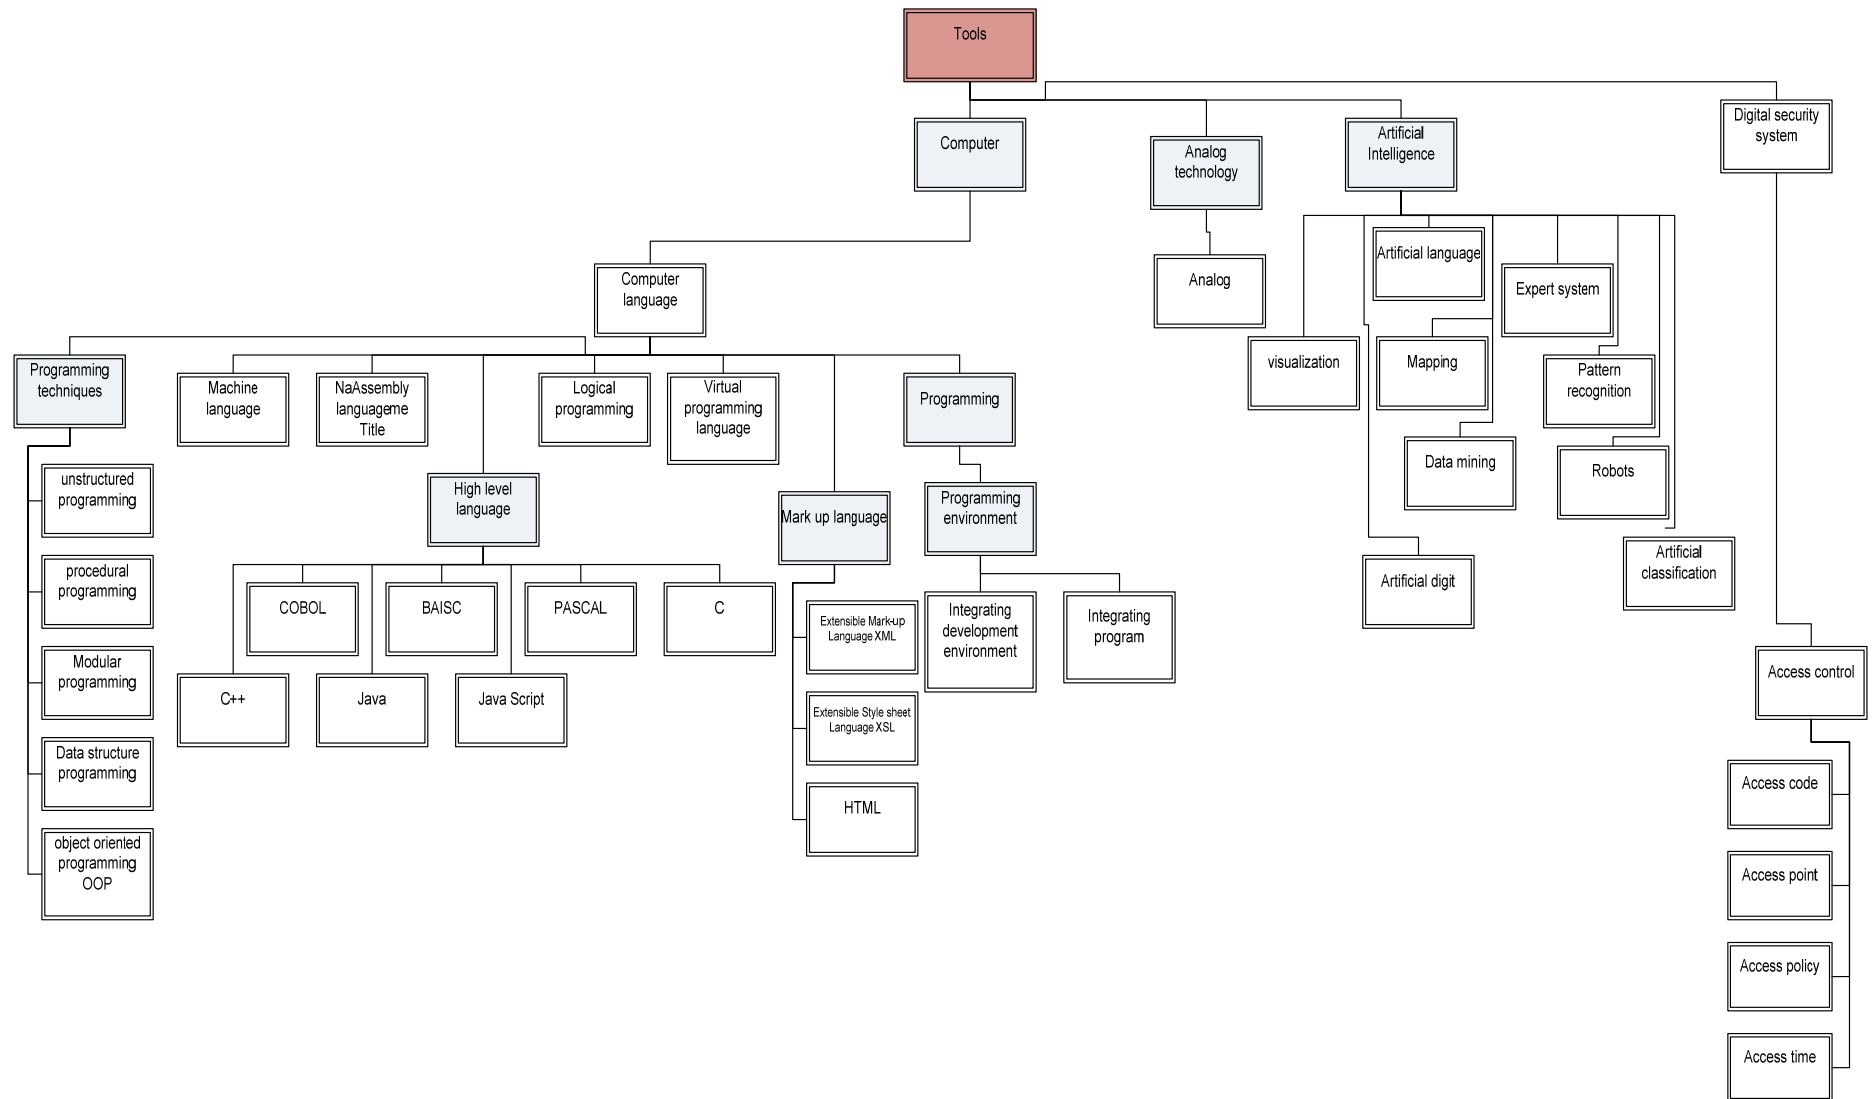 Tools
Computer
Analog
technology
Artificial
Intelligence
Digital security
system
Computer
language
Analog
Artificial language
Expert system
visualization
Mapping
Pattern
recognition
Data mining
Robots
Artificial digit
Artificial
classification
Programming
techniques
Machine
language
NaAssembly
languageme
Title
Logical
programming
Virtual
programming
language
Programming
unstructured
programming
procedural
programming
Modular
programming
Data structure
programming
object oriented
programming
OOP
High level
language
Mark up language
Programming
environment
COBOL
BAISC
PASCAL
C
C++
Java
Java Script
Extensible Mark-up
Language XML
Extensible Style sheet
Language XSL
HTML
Integrating
development
environment
Integrating
program
Access control
Access code
Access point
Access policy
Access time